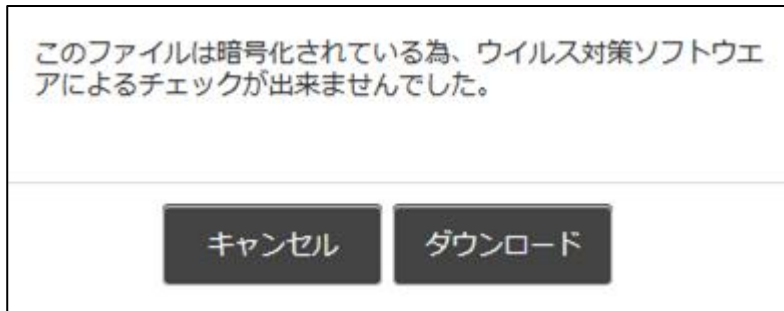 このファイルは暗号化されている為、ウイルス対策ソフトウエ
アによるチェックが出来ませんでした。
キャンセル ダウンロード